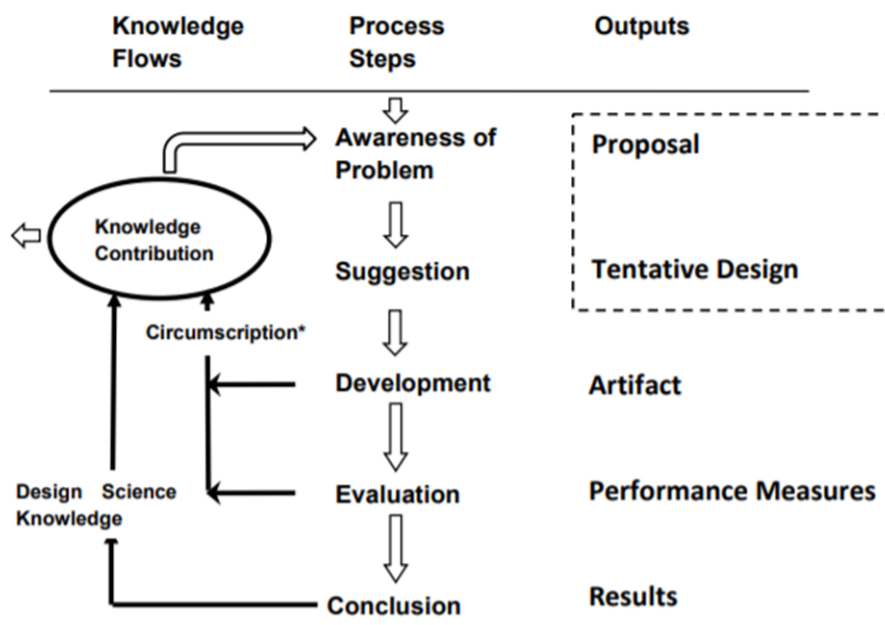 Knowledge
Flows
Process
Steps
Outputs
Awareness of
Problem
Proposal
Knowledge
Contribution
Suggestion
Tentative Design
Circumscription*
Development
Artifact
Design Science
Knowledge
Evaluation
Performance Measures
Conclusion
Results